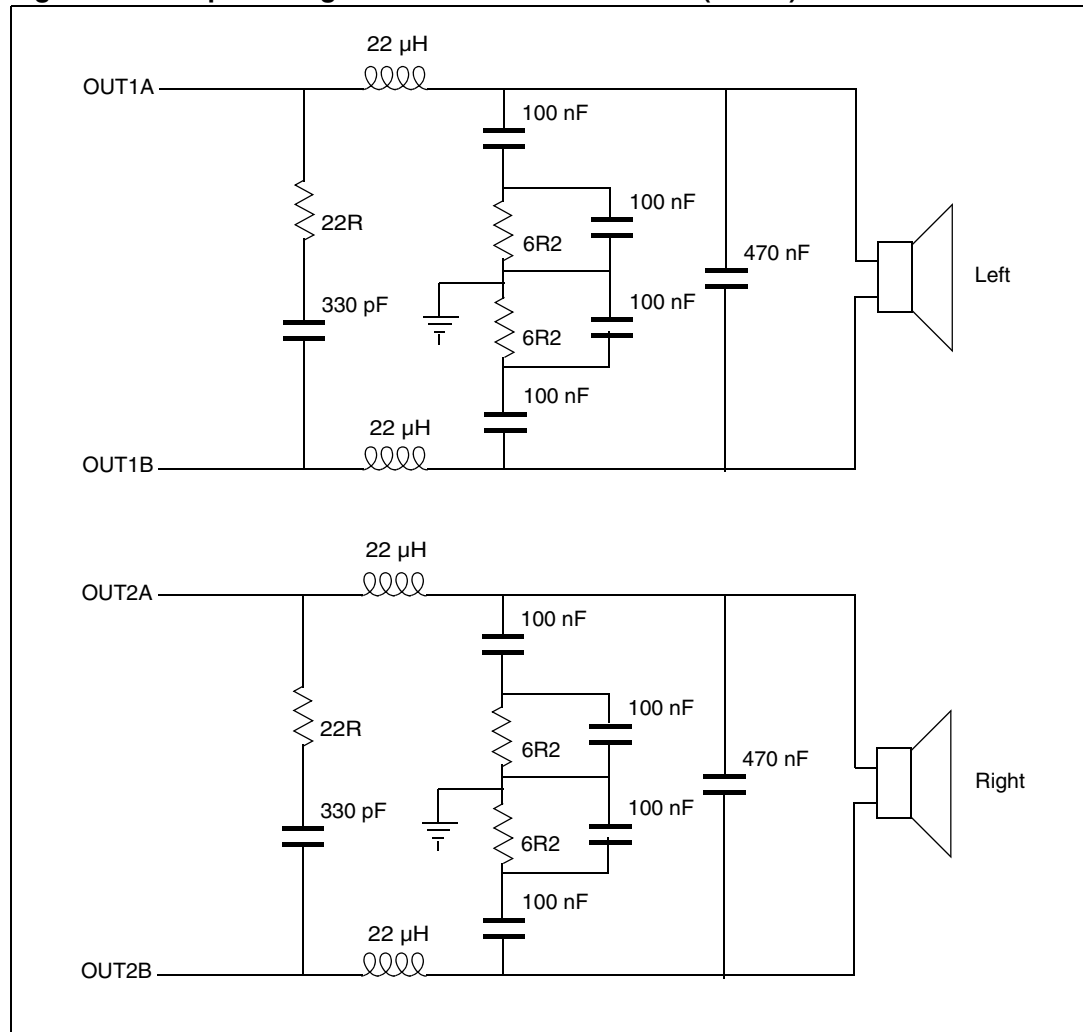 22 µH
OUT1A
100 nF
100 nF
22R
6R2
470 nF
Left
330 pF
100 nF
6R2
100 nF
22 µH
OUT1B
22 µH
OUT2A
100 nF
100 nF
22R
6R2
470 nF
Right
330 pF
100 nF
6R2
100 nF
22 µH
OUT2B